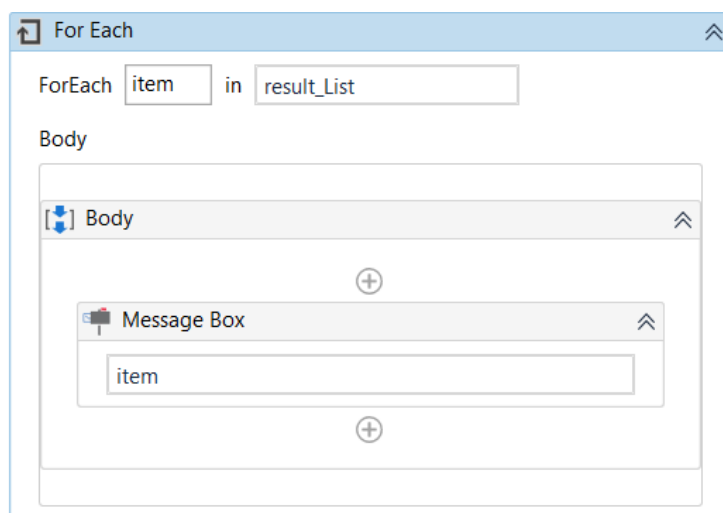 For Each
ForEach item in result_List
Body
Body
Message Box
item